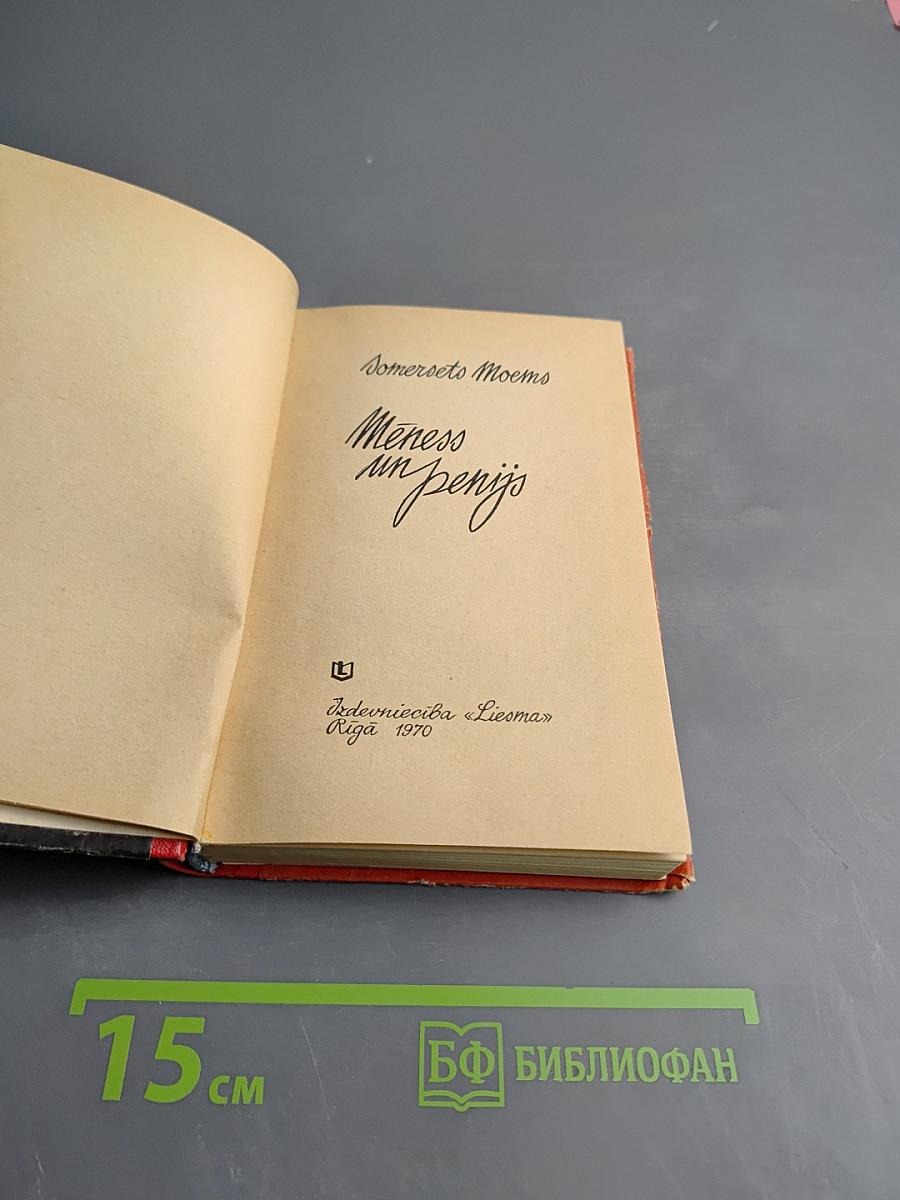 Somersets Moems
Mēness
un penijs
L
Izdevniecība «Liesma»
Rīgā 1970
15 см
БФ БИБЛИОФАН